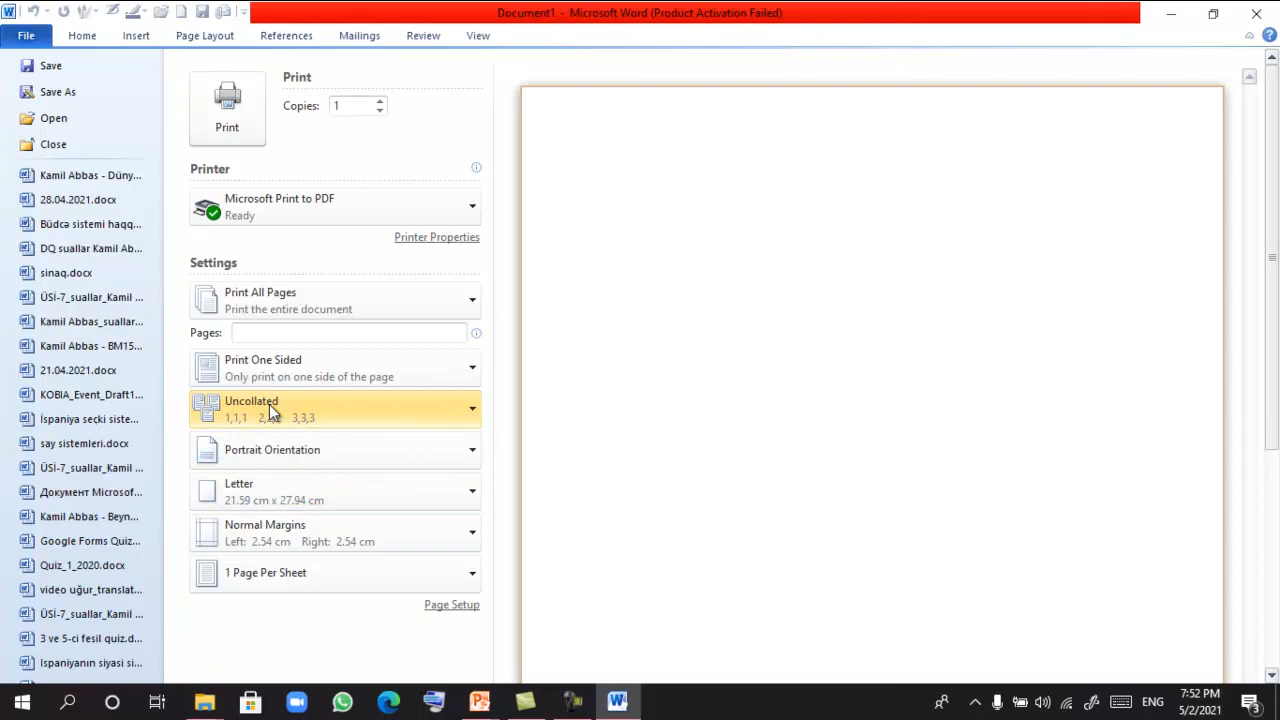 Document1 - Microsoft Word (Product Activation Failed)
File Home Insert Page Layout References Mailings Review View
Save
Save As
Open
Close
Kamil Abbas - Düny...
28.04.2021.docx
Büdcə sistemi haqq...
DQ suallar Kamil Ab...
sinaq.docx
ÜSİ-7_suallar_Kamil ...
Kamil Abbas_suallar...
Kamil Abbas - BM15...
21.04.2021.docx
KOBIA_Event_Draft1...
İspaniya seçki siste...
say sistemleri.docx
ÜSİ-7_suallar_Kamil ...
Документ Microsof...
Kamil Abbas - Beyn...
Google Forms Quiz...
Quiz_1_2020.docx
video uğur_translat...
ÜSİ-7_suallar_Kamil ...
3 ve 5-ci fesil quiz.d...
Ispaniyanın siyasi si...
Print
Print
Copies: 1
Printer
Microsoft Print to PDF
Ready
Printer Properties
Settings
Print All Pages
Print the entire document
Pages:
Print One Sided
Only print on one side of the page
Uncollated
1,1,1 2, 3,3,3
Portrait Orientation
Letter
21.59 cm x 27.94 cm
Normal Margins
Left: 2.54 cm Right: 2.54 cm
1 Page Per Sheet
Page Setup
ENG
7:52 PM
5/2/2021
3